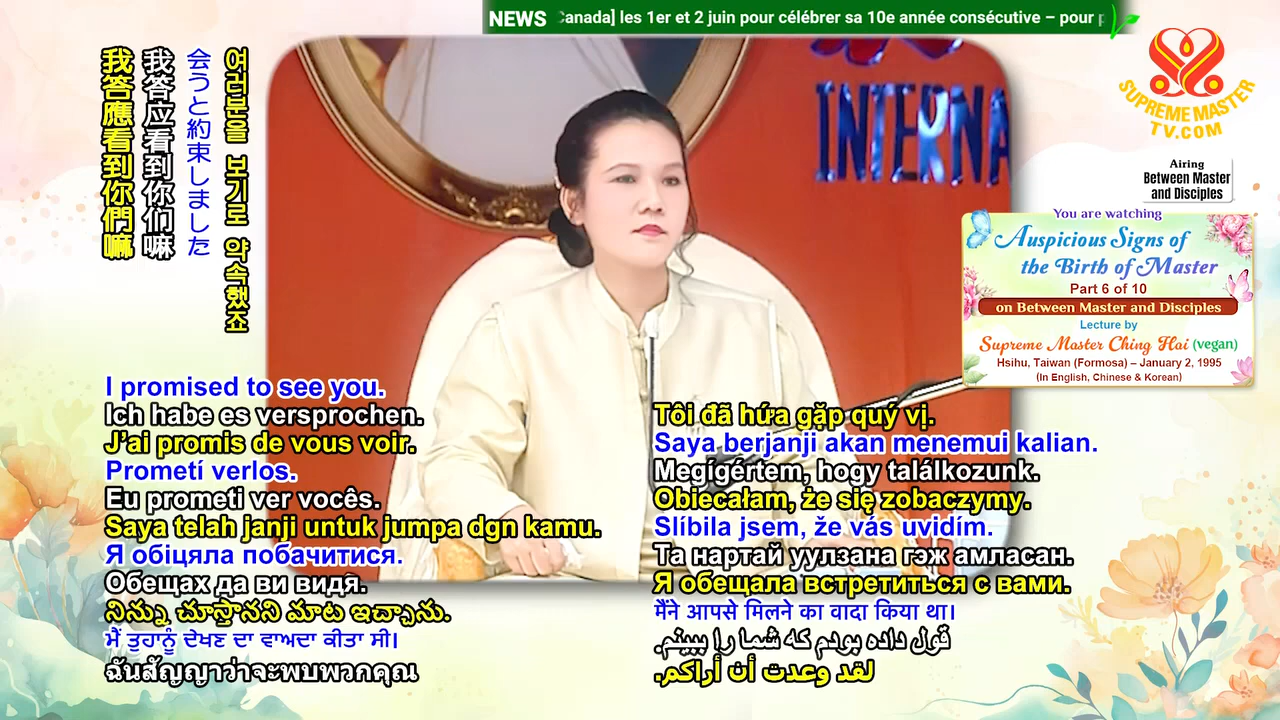 NEWS
Canada] les 1er et 2 juin pour célébrer sa 10e année consécutive – pour
SUPREME MASTER
TV.COM
INTERNA
Airing
Between Master
and Disciples
You are watching
Auspicious Signs of
the Birth of Master
Part 6 of 10
on Between Master and Disciples
Lecture by
Supreme Master Ching Hai (vegan)
Hsihu, Taiwan (Formosa) – January 2, 1995
(In English, Chinese & Korean)
여러분을 보기로 약속했죠
会うと約束しました
我答应看到你们嘛
我答應看到你們嘛
I promised to see you.
Ich habe es versprochen.
J'ai promis de vous voir.
Prometí verlos.
Eu prometi ver vocês.
Saya telah janji untuk jumpa dgn kamu.
Я обіцяла побачитися.
Обещах да ви видя.
నిన్ను చూస్తానని మాట ఇచ్చాను.
ਮੈਂ ਤੁਹਾਨੂੰ ਦੇਖਣ ਦਾ ਵਾਅਦਾ ਕੀਤਾ ਸੀ।
ฉันสัญญาว่าจะพบพวกคุณ
Tôi đã hứa gặp quý vị.
Saya berjanji akan menemui kalian.
Megígértem, hogy találkozunk.
Obiecałam, że się zobaczymy.
Slíbila jsem, že vás uvidím.
Та нартай уулзана гэж амласан.
Я обещала встретиться с вами.
मैंने आपसे मिलने का वादा किया था।
قول داده بودم که شما را ببینم.
لقد وعدت أن أراكم.